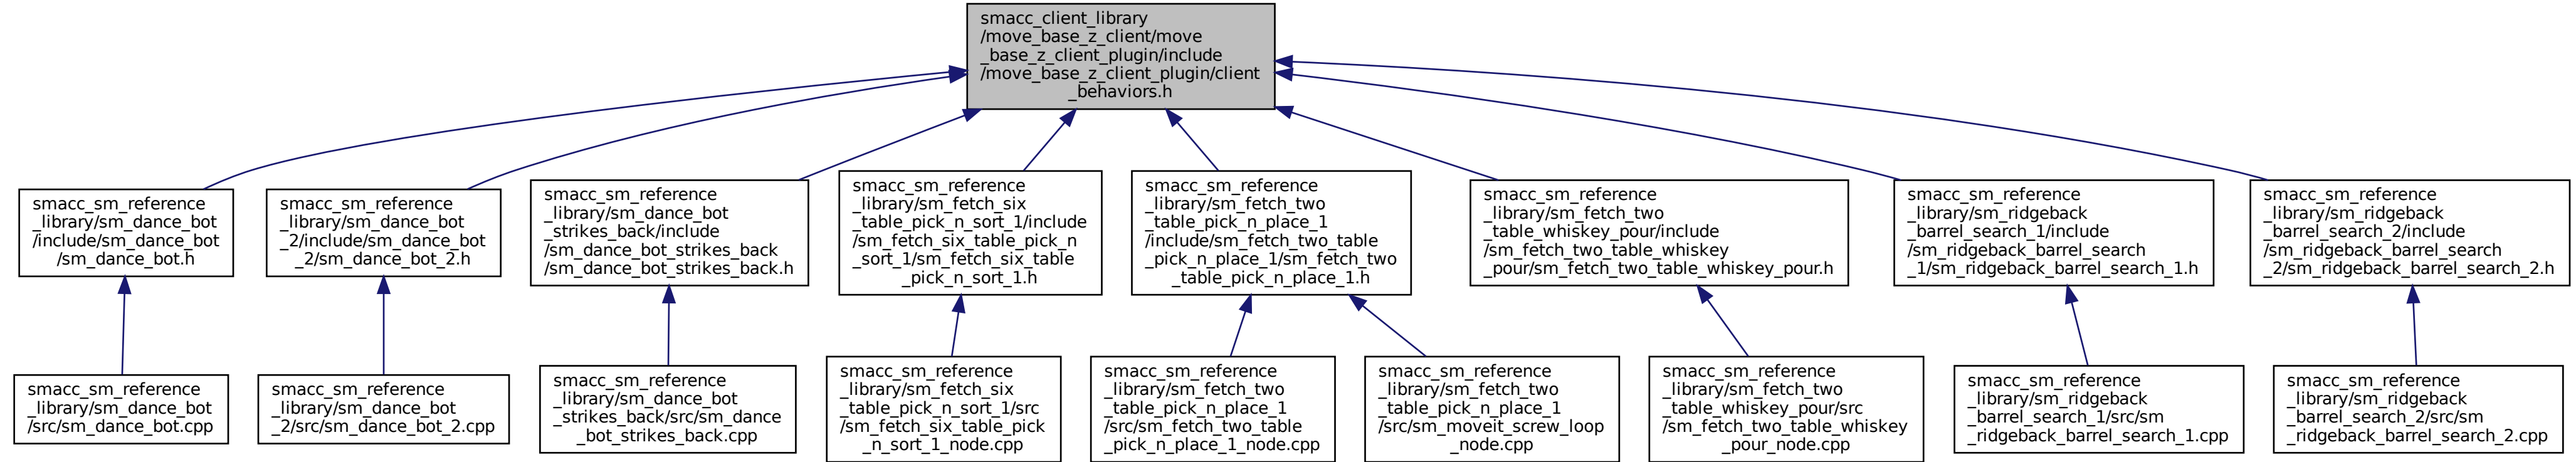 smacc_client_library
/move_base_z_client/move
_base_z_client_plugin/include
/move_base_z_client_plugin/client
_behaviors.h
smacc_sm_reference
_library/sm_dance_bot
/include/sm_dance_bot
/sm_dance_bot.h
smacc_sm_reference
_library/sm_dance_bot
_2/include/sm_dance_bot
_2/sm_dance_bot_2.h
smacc_sm_reference
_library/sm_dance_bot
_strikes_back/include
/sm_dance_bot_strikes_back
/sm_dance_bot_strikes_back.h
smacc_sm_reference
_library/sm_fetch_six
_table_pick_n_sort_1/include
/sm_fetch_six_table_pick_n
_sort_1/sm_fetch_six_table
_pick_n_sort_1.h
smacc_sm_reference
_library/sm_fetch_two
_table_pick_n_place_1
/include/sm_fetch_two_table
_pick_n_place_1/sm_fetch_two
_table_pick_n_place_1.h
smacc_sm_reference
_library/sm_fetch_two
_table_whiskey_pour/include
/sm_fetch_two_table_whiskey
_pour/sm_fetch_two_table_whiskey_pour.h
smacc_sm_reference
_library/sm_ridgeback
_barrel_search_1/include
/sm_ridgeback_barrel_search
_1/sm_ridgeback_barrel_search_1.h
smacc_sm_reference
_library/sm_ridgeback
_barrel_search_2/include
/sm_ridgeback_barrel_search
_2/sm_ridgeback_barrel_search_2.h
smacc_sm_reference
_library/sm_dance_bot
/src/sm_dance_bot.cpp
smacc_sm_reference
_library/sm_dance_bot
_2/src/sm_dance_bot_2.cpp
smacc_sm_reference
_library/sm_dance_bot
_strikes_back/src/sm_dance
_bot_strikes_back.cpp
smacc_sm_reference
_library/sm_fetch_six
_table_pick_n_sort_1/src
/sm_fetch_six_table_pick
_n_sort_1_node.cpp
smacc_sm_reference
_library/sm_fetch_two
_table_pick_n_place_1
/src/sm_fetch_two_table
_pick_n_place_1_node.cpp
smacc_sm_reference
_library/sm_fetch_two
_table_pick_n_place_1
/src/sm_moveit_screw_loop
_node.cpp
smacc_sm_reference
_library/sm_fetch_two
_table_whiskey_pour/src
/sm_fetch_two_table_whiskey
_pour_node.cpp
smacc_sm_reference
_library/sm_ridgeback
_barrel_search_1/src/sm
_ridgeback_barrel_search_1.cpp
smacc_sm_reference
_library/sm_ridgeback
_barrel_search_2/src/sm
_ridgeback_barrel_search_2.cpp